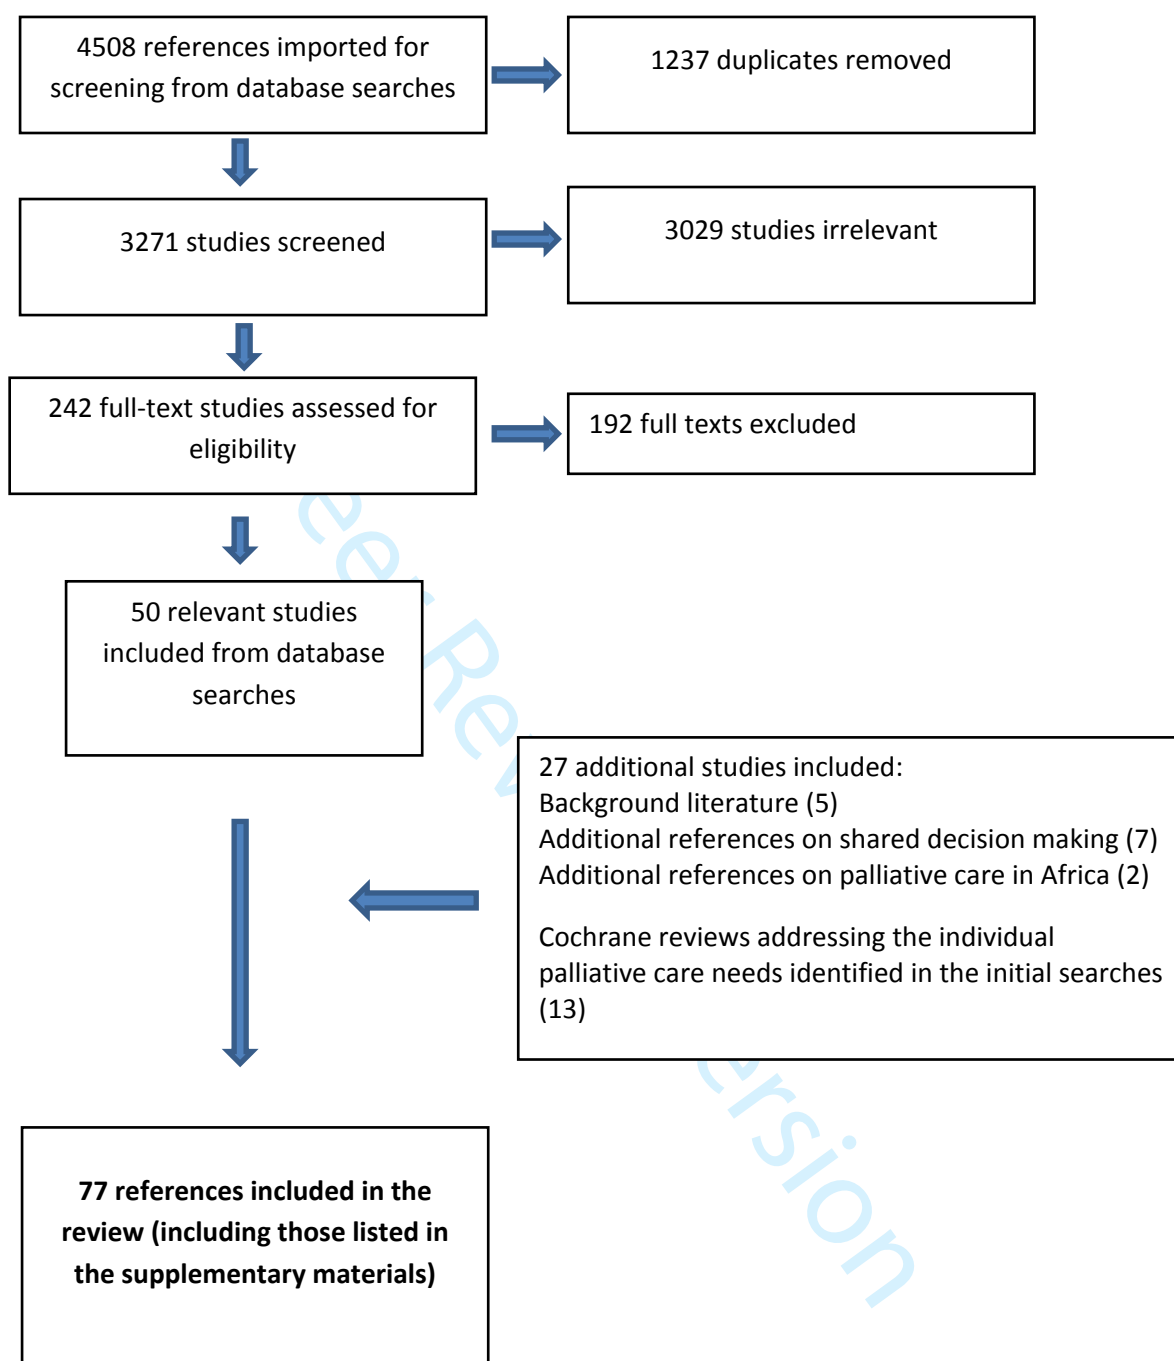 4508 references imported for
screening from database searches
1237 duplicates removed
3271 studies screened
3029 studies irrelevant
242 full-text studies assessed for
eligibility
192 full texts excluded
50 relevant studies
included from database
searches
27 additional studies included:
Background literature (5)
Additional references on shared decision making (7)
Additional references on palliative care in Africa (2)
Cochrane reviews addressing the individual
palliative care needs identified in the initial searches
(13)
77 references included in the
review (including those listed in
the supplementary materials)